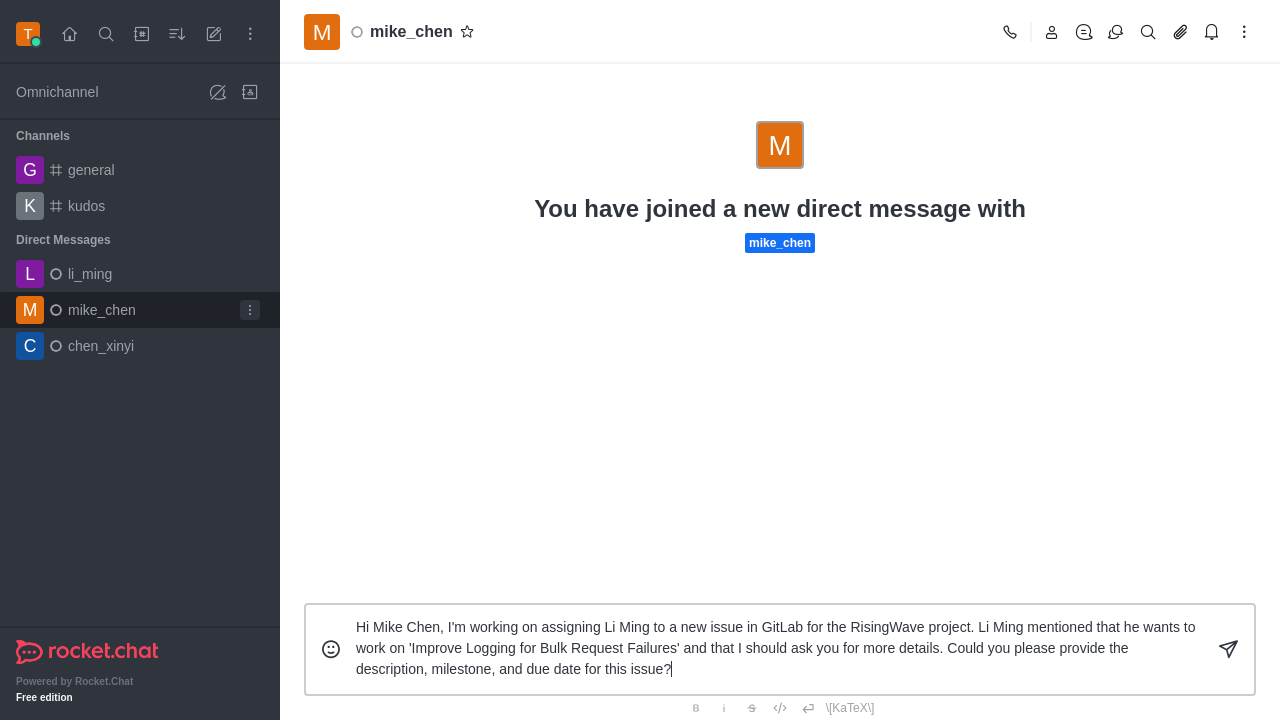 T
Omnichannel
Channels
G general
K kudos
Direct Messages
L li_ming
M mike_chen
C chen_xinyi
rocket.chat
Powered by Rocket.Chat
Free edition
M mike_chen
M
You have joined a new direct message with
mike_chen
Hi Mike Chen, I'm working on assigning Li Ming to a new issue in GitLab for the RisingWave project. Li Ming mentioned that he wants to
work on 'Improve Logging for Bulk Request Failures' and that I should ask you for more details. Could you please provide the
description, milestone, and due date for this issue?
B i S \[KaTeX\]